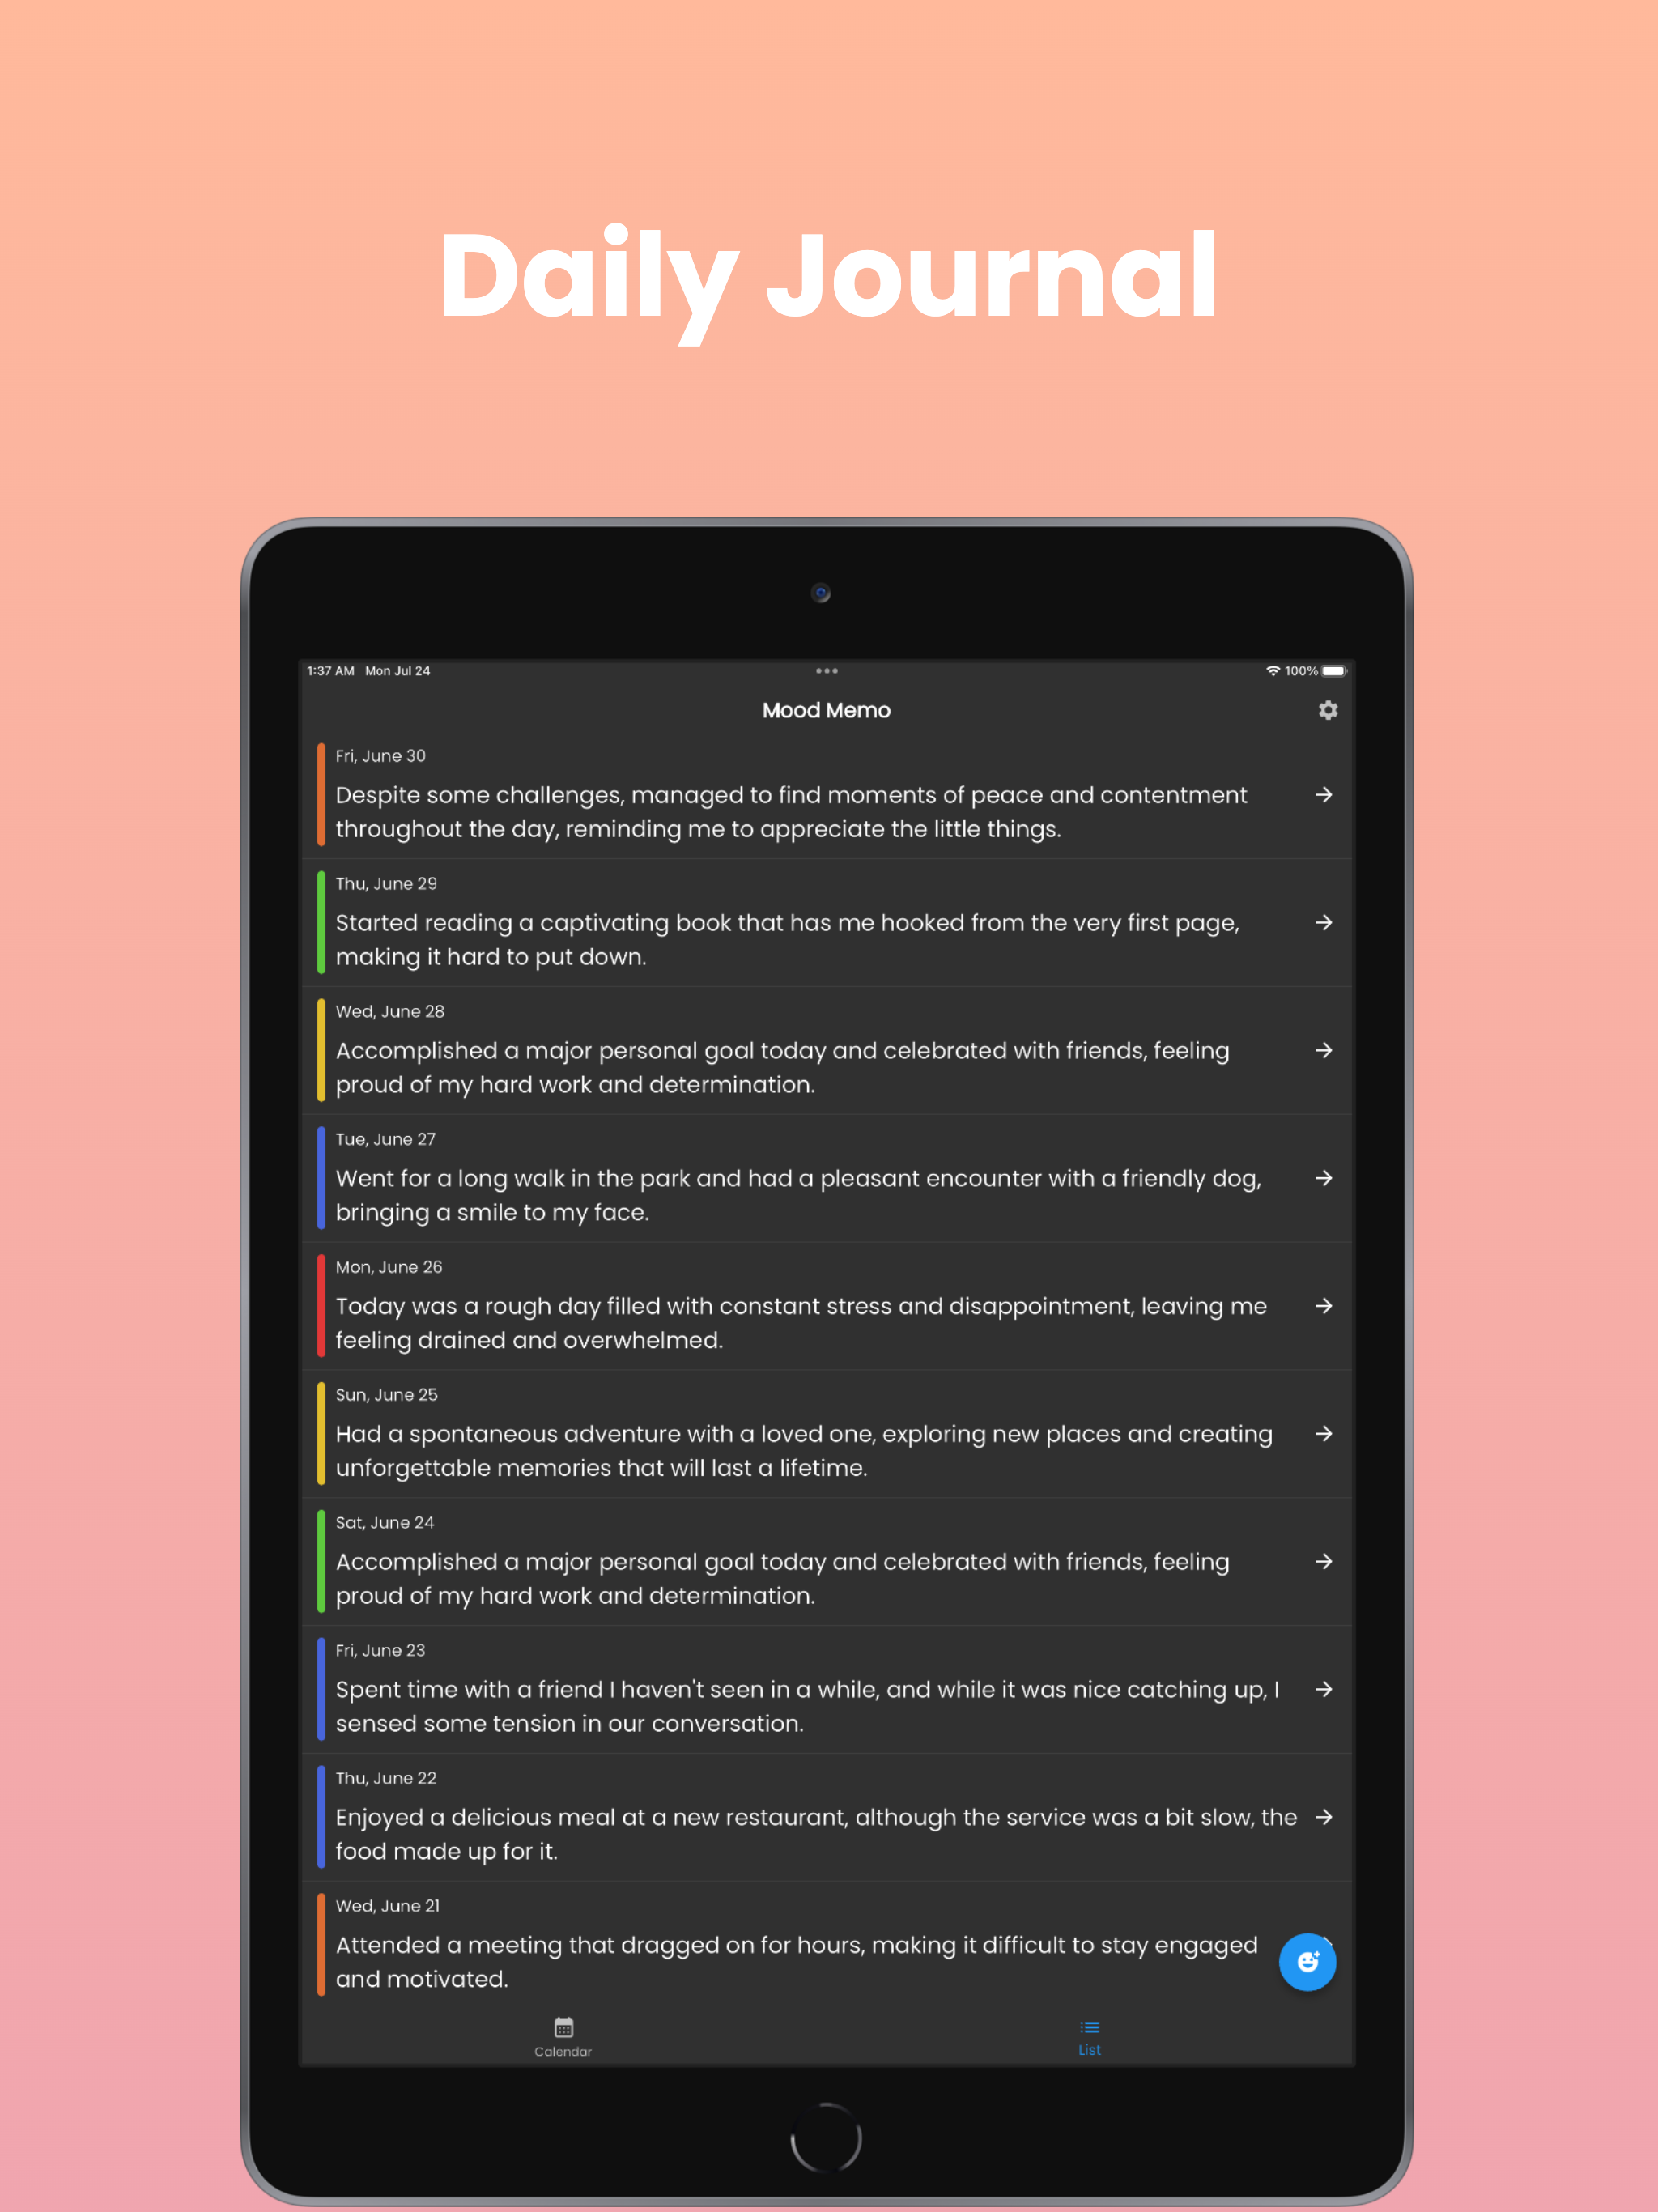 Daily Journal
1:37 AM Mon Jul 24
100%
Mood Memo
Fri, June 30
Despite some challenges, managed to find moments of peace and contentment
throughout the day, reminding me to appreciate the little things.
Thu, June 29
Started reading a captivating book that has me hooked from the very first page,
making it hard to put down.
Wed, June 28
Accomplished a major personal goal today and celebrated with friends, feeling
proud of my hard work and determination.
Tue, June 27
Went for a long walk in the park and had a pleasant encounter with a friendly dog,
bringing a smile to my face.
Mon, June 26
Today was a rough day filled with constant stress and disappointment, leaving me
feeling drained and overwhelmed.
Sun, June 25
Had a spontaneous adventure with a loved one, exploring new places and creating
unforgettable memories that will last a lifetime.
Sat, June 24
Accomplished a major personal goal today and celebrated with friends, feeling
proud of my hard work and determination.
Fri, June 23
Spent time with a friend I haven't seen in a while, and while it was nice catching up, I
sensed some tension in our conversation.
Thu, June 22
Enjoyed a delicious meal at a new restaurant, although the service was a bit slow, the
food made up for it.
Wed, June 21
Attended a meeting that dragged on for hours, making it difficult to stay engaged
and motivated.
Calendar
List